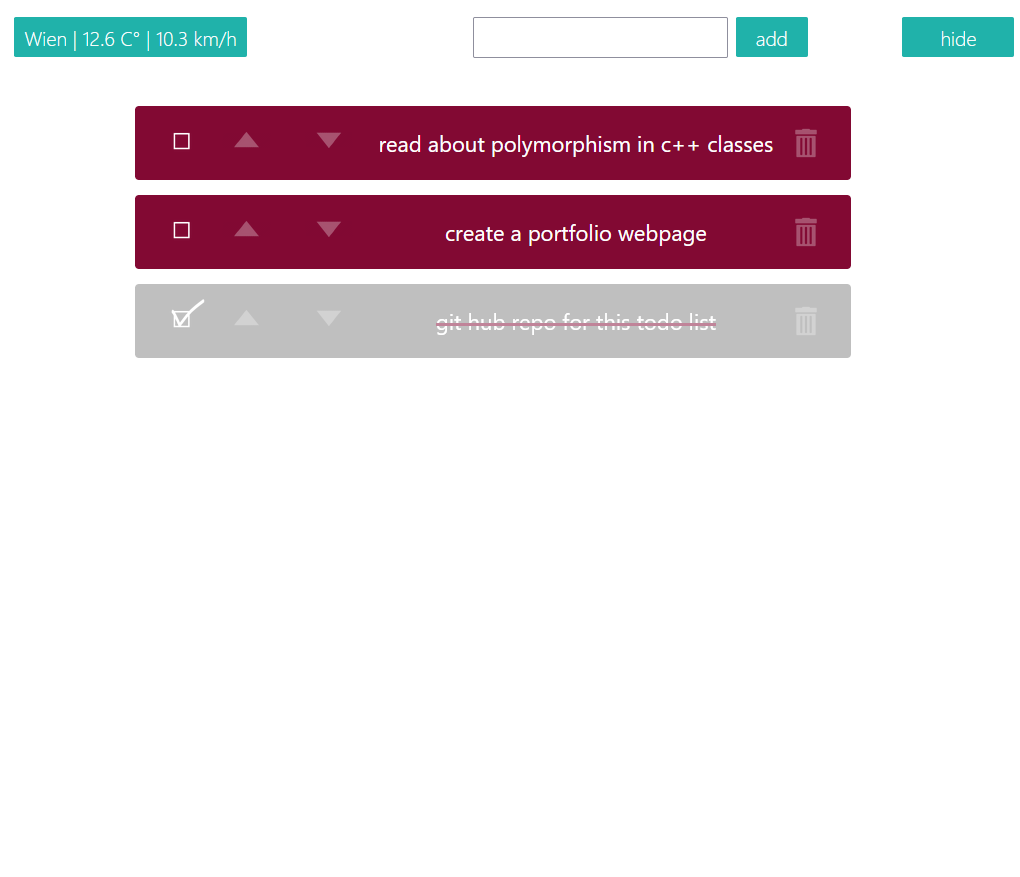 Wien | 12.6 C° | 10.3 km/h
add
hide
read about polymorphism in c++ classes
create a portfolio webpage
git hub repo for this todo list